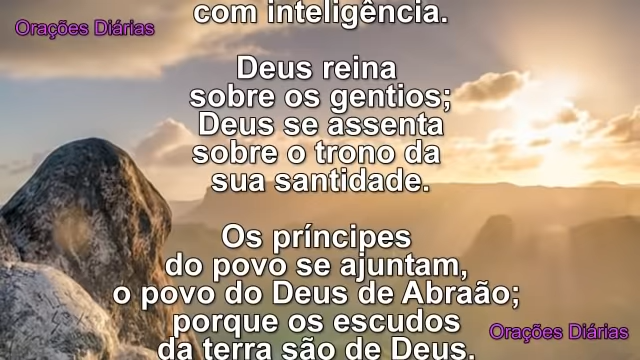 com inteligência.
Orações Diárias
Deus reina
sobre os gentios;
Deus se assenta
sobre o trono da
sua santidade.
Os príncipes
do povo se ajuntam,
o povo do Deus de Abraão;
porque os escudos
Orações Diárias
da terra são de Deus.